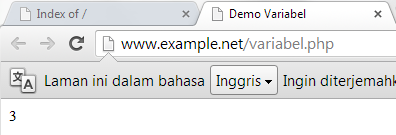 Index of /
Demo Variabel
www.example.net/variabel.php
Laman ini dalam bahasa Inggris Ingin diterjemahk
3